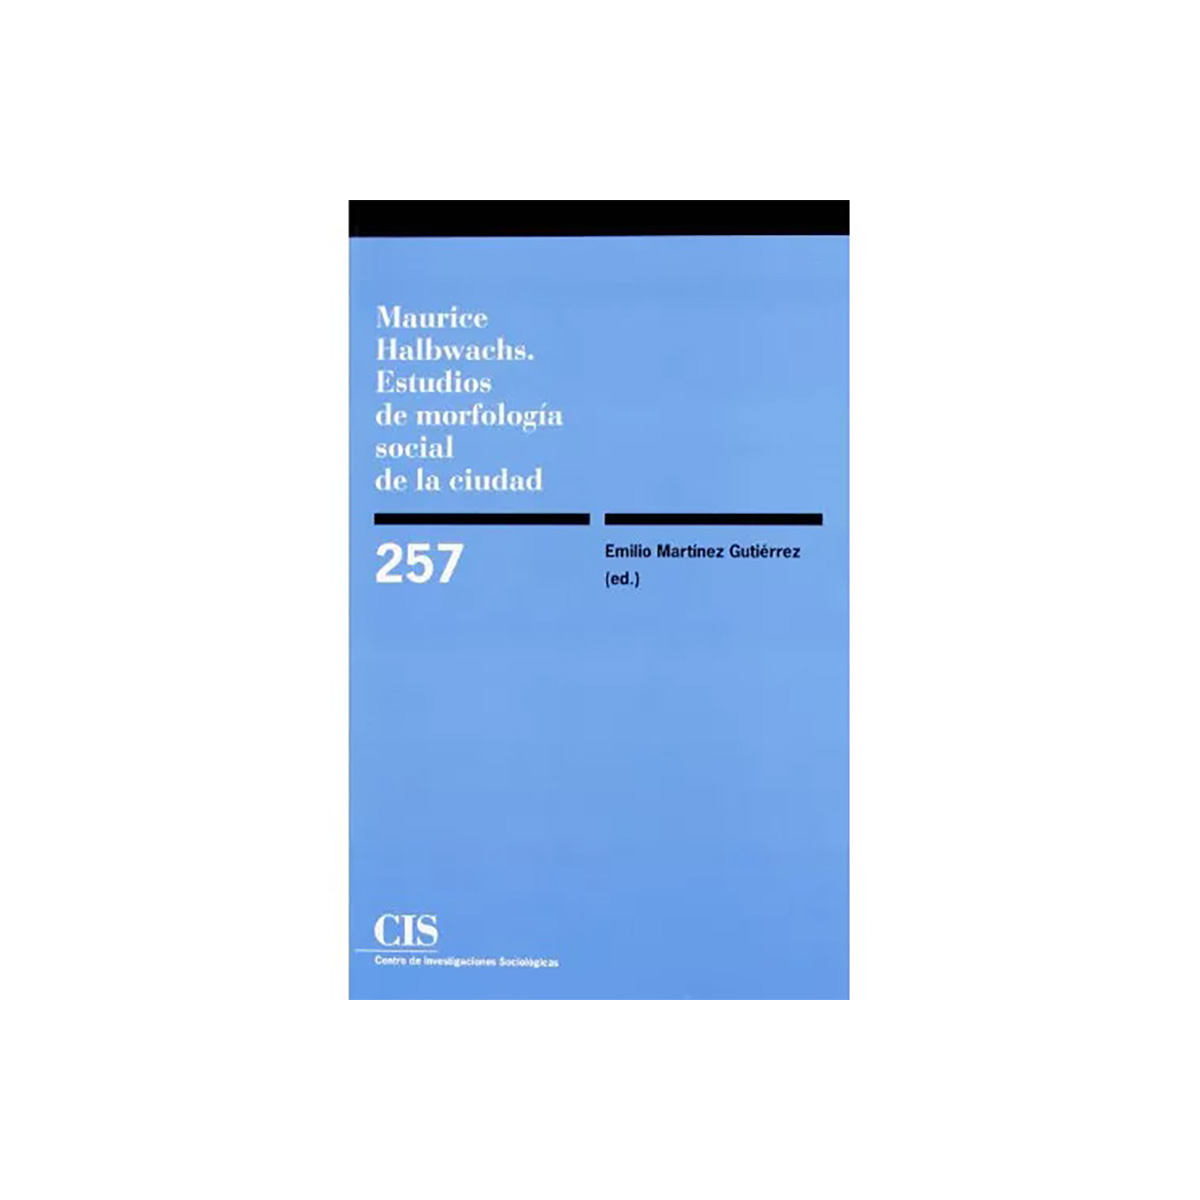 Maurice
Halbwachs.
Estudios
de morfología
social
de la ciudad
257
Emilio Martínez Gutiérrez
(ed.)
CIS
Centro de Investigaciones Sociológicas